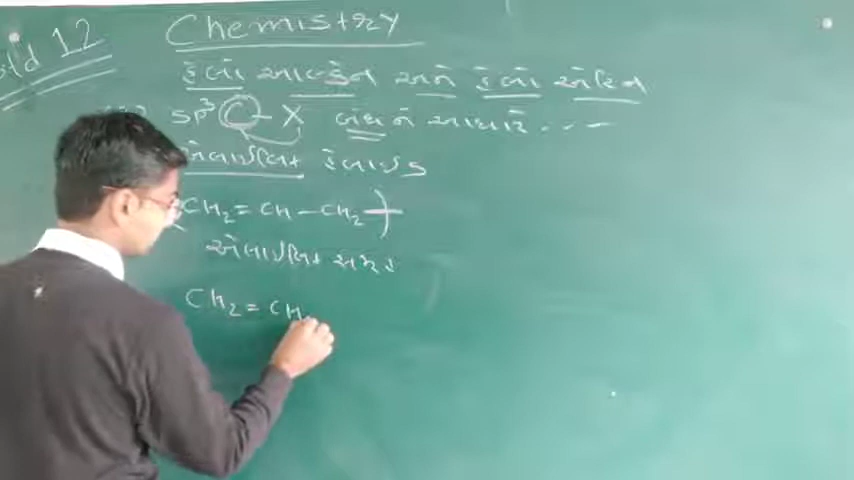 Std 12
Chemistry
હેલો આલ્કેન અને હેલો એરિન
SP³ C-X બંધને આધારે ...
એલાઈલિક હેલાઈડ
CH₂ = CH - CH₂
એલાઈલિક સમૂહ
CH₂ = CH